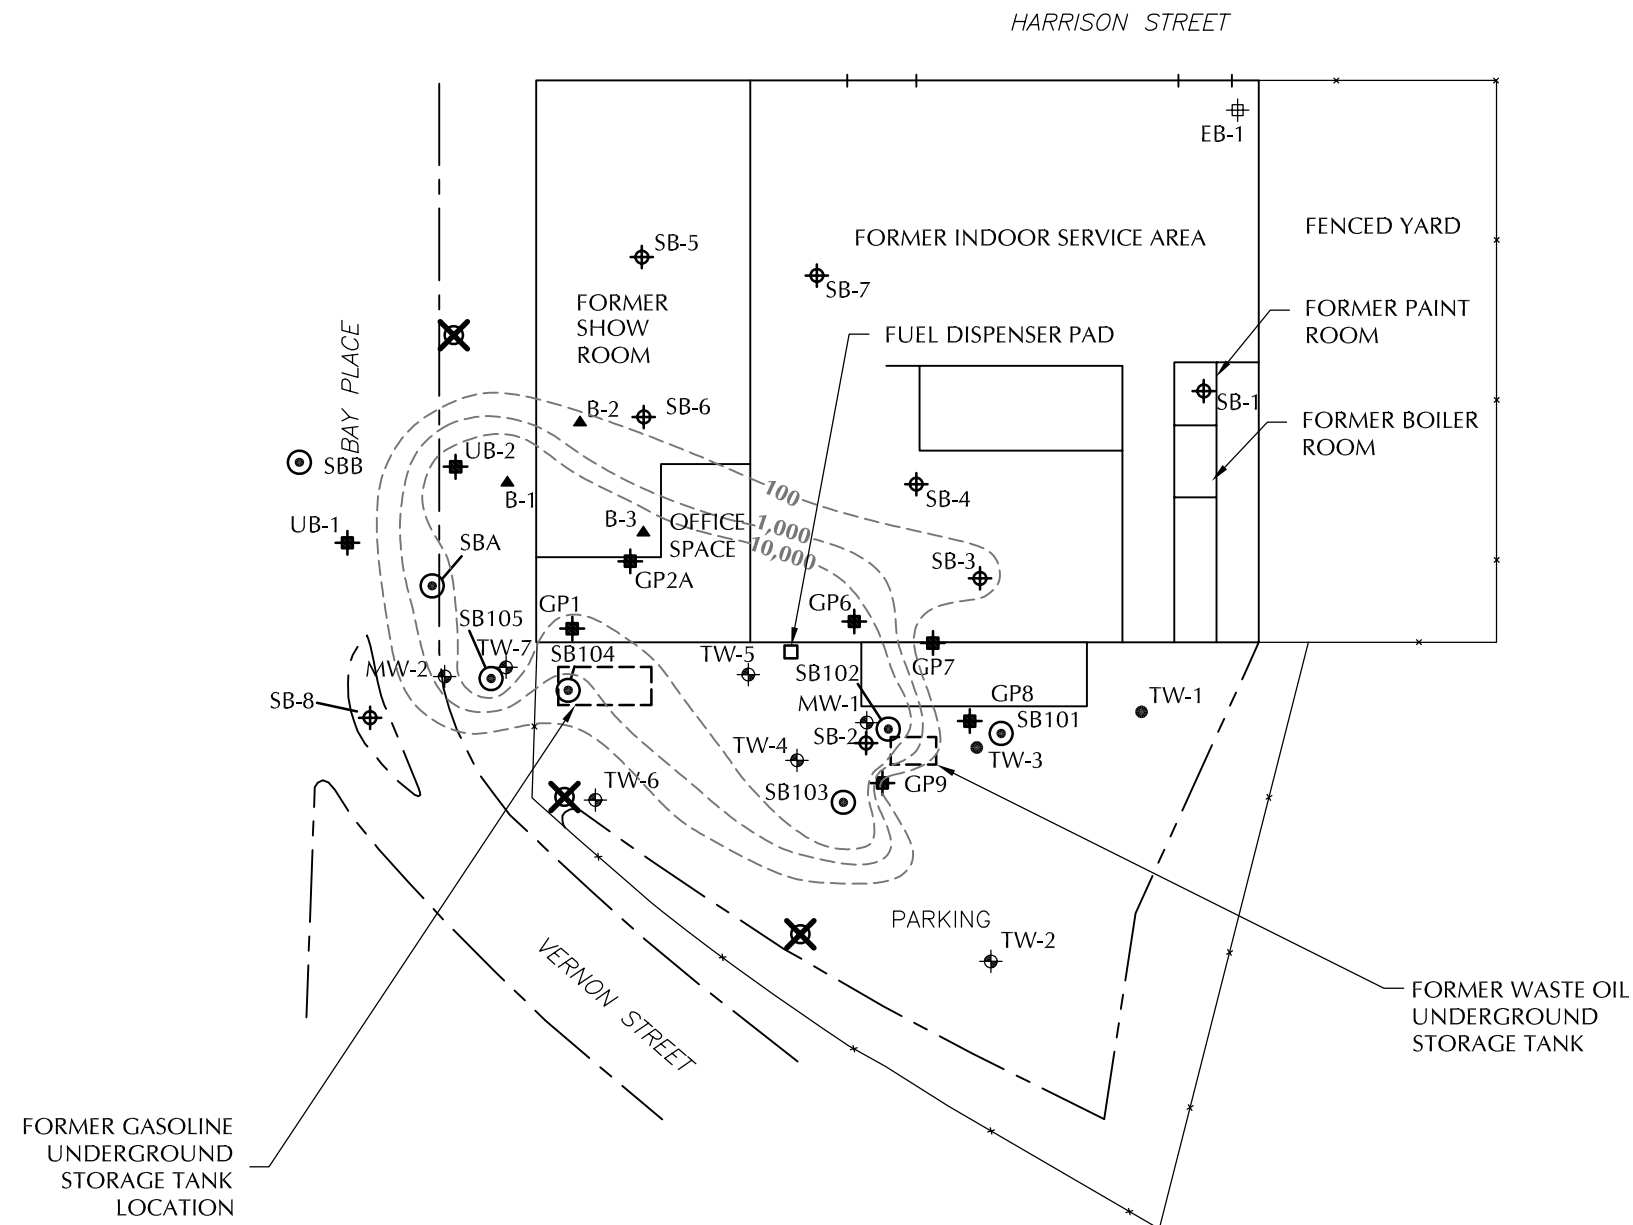 HARRISON STREET
EB-1
FORMER INDOOR SERVICE AREA
FENCED YARD
SB-5
SB-7
FORMER
SHOW
ROOM
FORMER PAINT
ROOM
FUEL DISPENSER PAD
BAY PLACE
B-2
SB-6
SB-1
FORMER BOILER
ROOM
UB-2
SBB
B-1
100
SB-4
UB-1
B-3
OFFICE
SPACE
1,000
10,000
SBA
SB-3
GP2A
GP1
GP6
SB105
TW-7
SB104
TW-5
SB102
GP7
MW-2
SB-8
MW-1
GP8
TW-1
SB101
SB-2
TW-4
TW-3
TW-6
SB103
GP9
PARKING
TW-2
VERNON STREET
FORMER WASTE OIL
UNDERGROUND
STORAGE TANK
FORMER GASOLINE
UNDERGROUND
STORAGE TANK
LOCATION